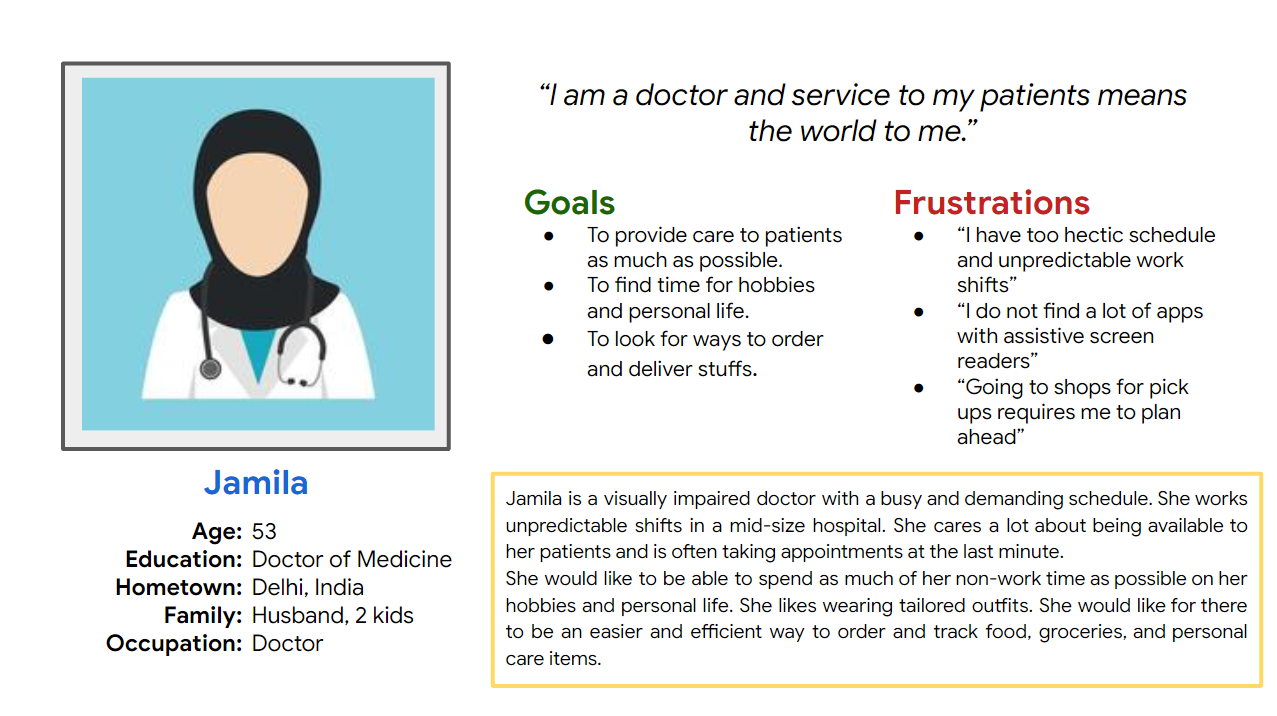 “I am a doctor and service to my patients means
the world to me.”
Goals
● To provide care to patients
as much as possible.
● To find time for hobbies
and personal life.
● To look for ways to order
and deliver stuffs.
Frustrations
● “I have too hectic schedule
and unpredictable work
shifts”
● “I do not find a lot of apps
with assistive screen
readers”
● “Going to shops for pick
ups requires me to plan
ahead”
Jamila
Age: 53
Education: Doctor of Medicine
Hometown: Delhi, India
Family: Husband, 2 kids
Occupation: Doctor
Jamila is a visually impaired doctor with a busy and demanding schedule. She works
unpredictable shifts in a mid-size hospital. She cares a lot about being available to
her patients and is often taking appointments at the last minute.
She would like to be able to spend as much of her non-work time as possible on her
hobbies and personal life. She likes wearing tailored outfits. She would like for there
to be an easier and efficient way to order and track food, groceries, and personal
care items.